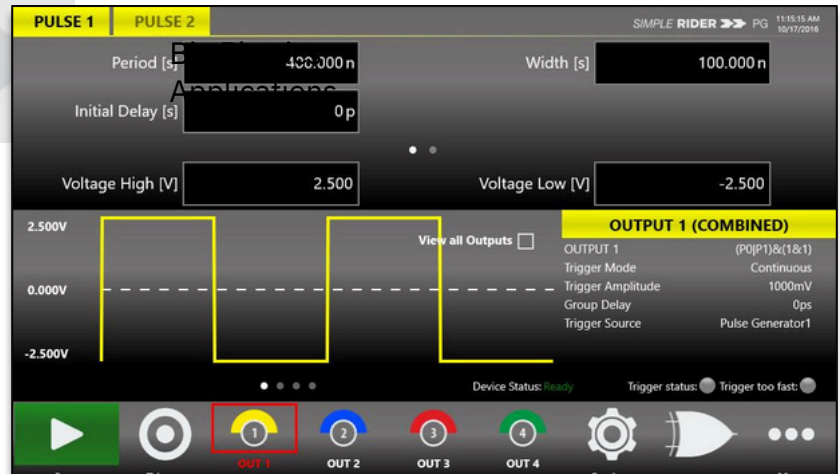 PULSE 1 PULSE 2 SIMPLE RIDER PG 11:15:15 AM
10/17/2016
Period [s] 400.000 n Width [s] 100.000 n
Applications
Initial Delay [s] 0 p
Voltage High [V] 2.500 Voltage Low [V] -2.500
2.500V
0.000V
-2.500V
View all Outputs
OUTPUT 1 (COMBINED)
OUTPUT 1 (P0|P1)&(1&1)
Trigger Mode Continuous
Trigger Amplitude 1000mV
Group Delay 0ps
Trigger Source Pulse Generator1
Device Status: Ready Trigger status: Trigger too fast:
1 2 3 4
OUT 1 OUT 2 OUT 3 OUT 4